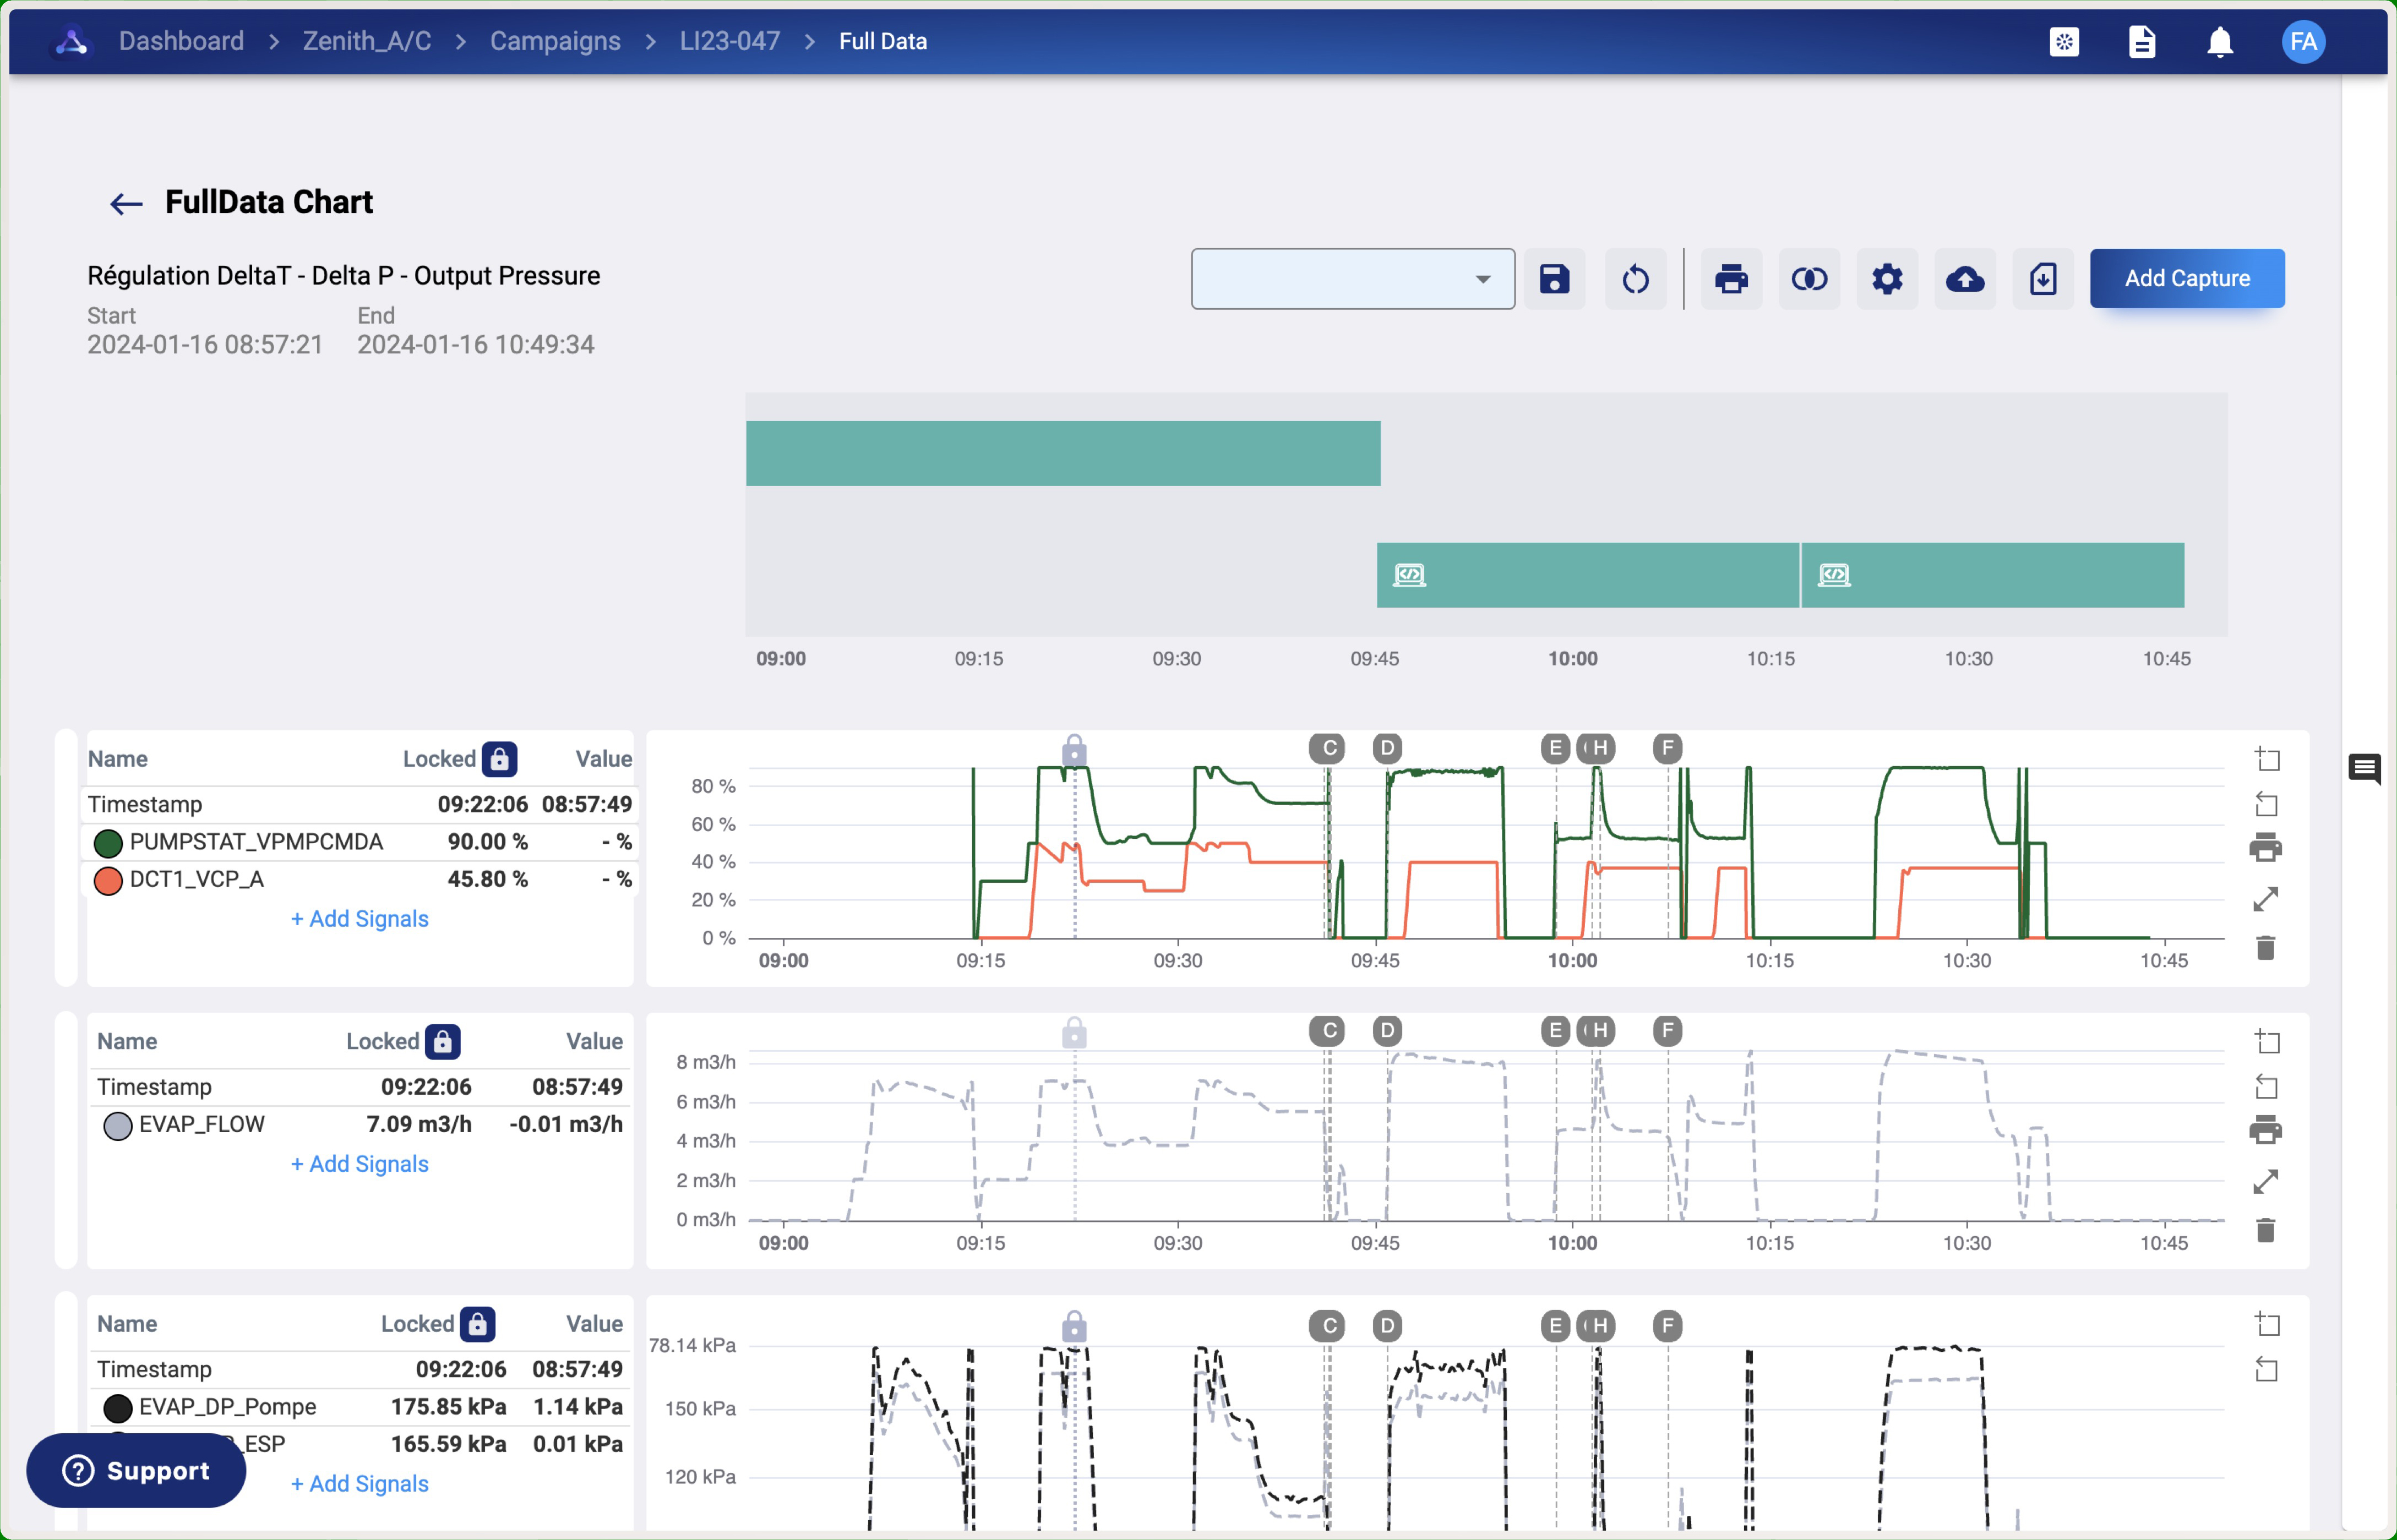 Dashboard > Zenith_A/C > Campaigns > LI23-047 > Full Data
FA
FullData Chart
Régulation DeltaT - Delta P - Output Pressure
Start End
2024-01-16 08:57:21 2024-01-16 10:49:34
Add Capture
09:00 09:15 09:30 09:45 10:00 10:15 10:30 10:45
Name Locked Value
Timestamp 09:22:06 08:57:49
PUMPSTAT_VPMPCMDA 90.00 % - %
DCT1_VCP_A 45.80 % - %
+ Add Signals
C D E H F
80 %
60 %
40 %
20 %
0 %
09:00 09:15 09:30 09:45 10:00 10:15 10:30 10:45
Name Locked Value
Timestamp 09:22:06 08:57:49
EVAP_FLOW 7.09 m3/h -0.01 m3/h
+ Add Signals
C D E H F
8 m3/h
6 m3/h
4 m3/h
2 m3/h
0 m3/h
09:00 09:15 09:30 09:45 10:00 10:15 10:30 10:45
Name Locked Value
Timestamp 09:22:06 08:57:49
EVAP_DP_Pompe 175.85 kPa 1.14 kPa
_ESP 165.59 kPa 0.01 kPa
+ Add Signals
C D E H F
78.14 kPa
150 kPa
120 kPa
Support